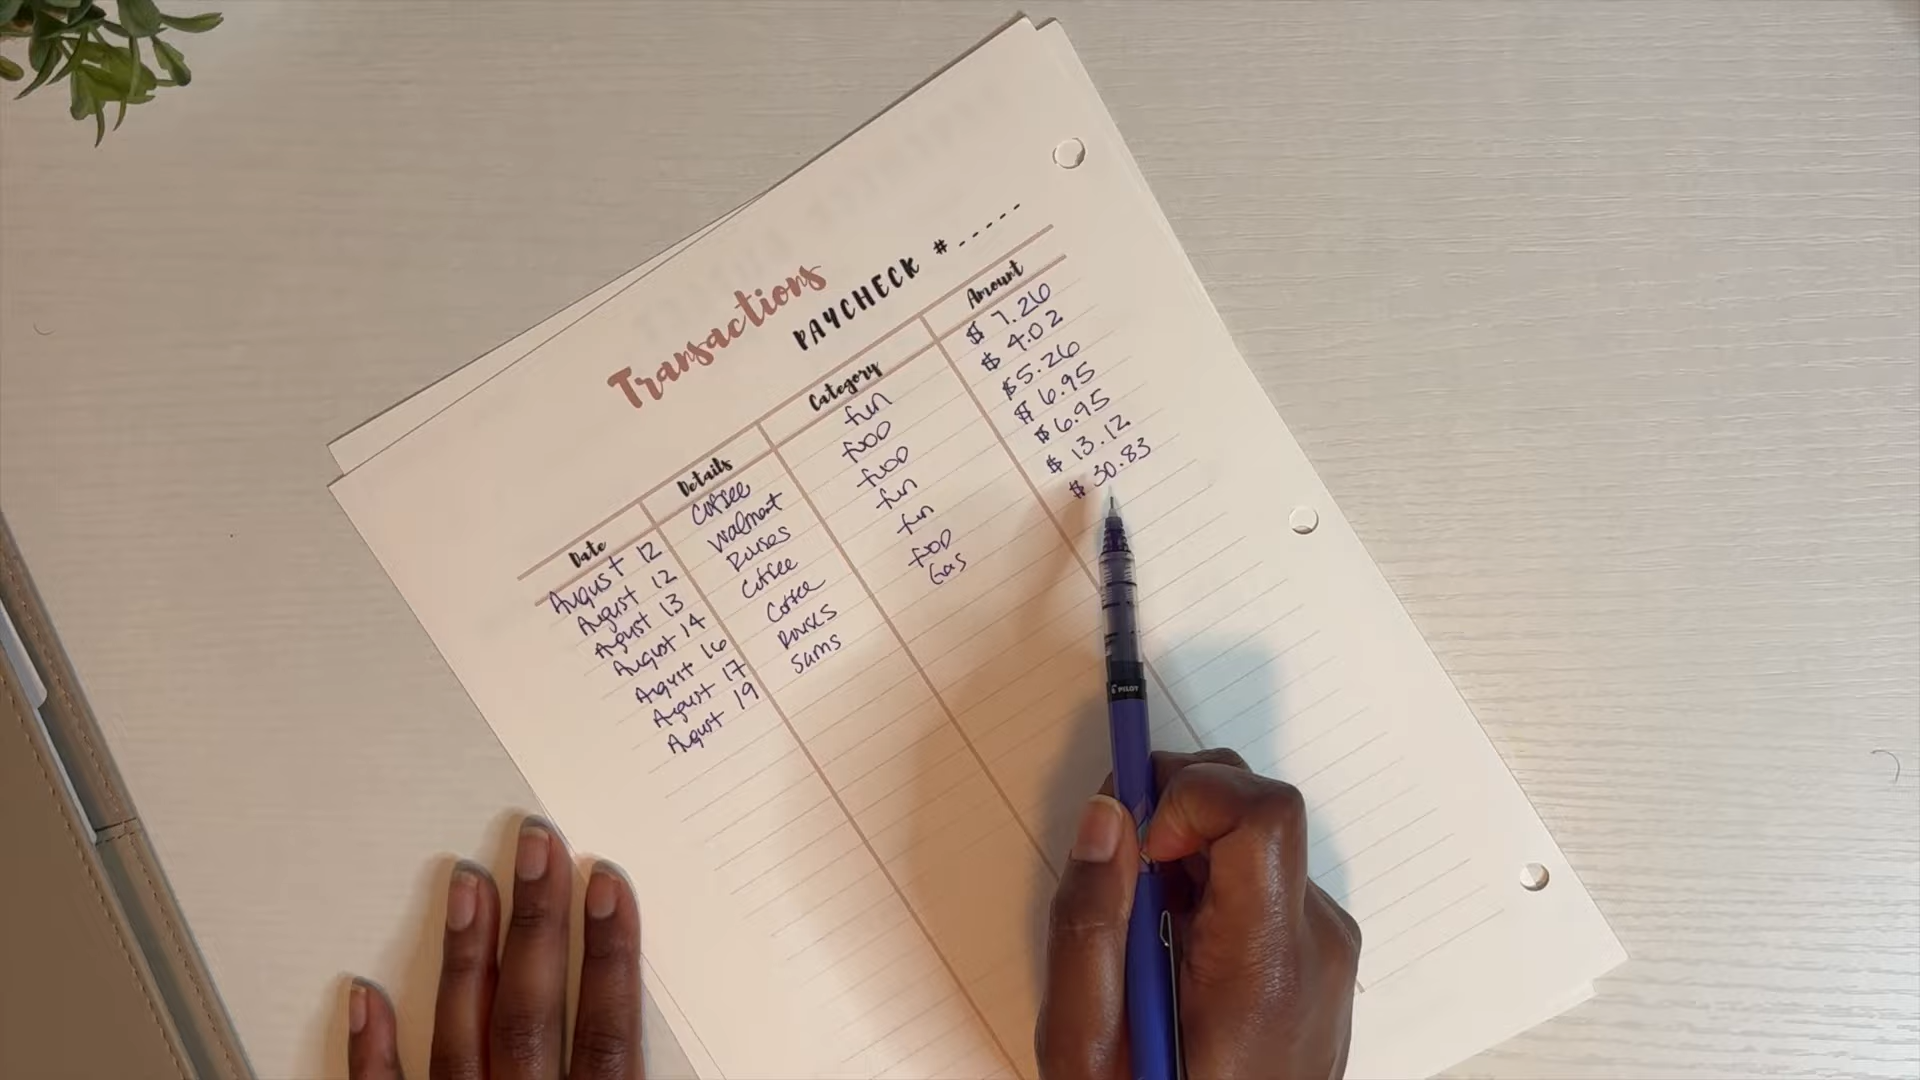 Transactions
PAYCHECK # -----
Date Details Category Amount
August 12 Coffee fun $ 7.26
August 12 Walmart food $ 4.02
August 13 Rouses food $5.26
August 14 Coffee fun $ 6.95
August 16 Coffee fun $6.95
August 17 Rouses food $ 13.12
August 19 Sams Gas $ 30.83
PILOT